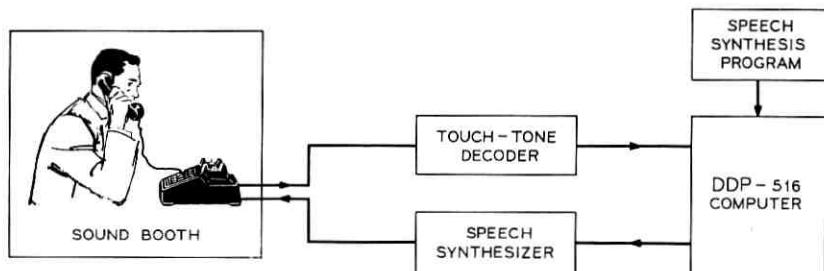 SPEECH
SYNTHESIS
PROGRAM
TOUCH-TONE
DECODER
DDP-516
COMPUTER
SOUND BOOTH
SPEECH
SYNTHESIZER